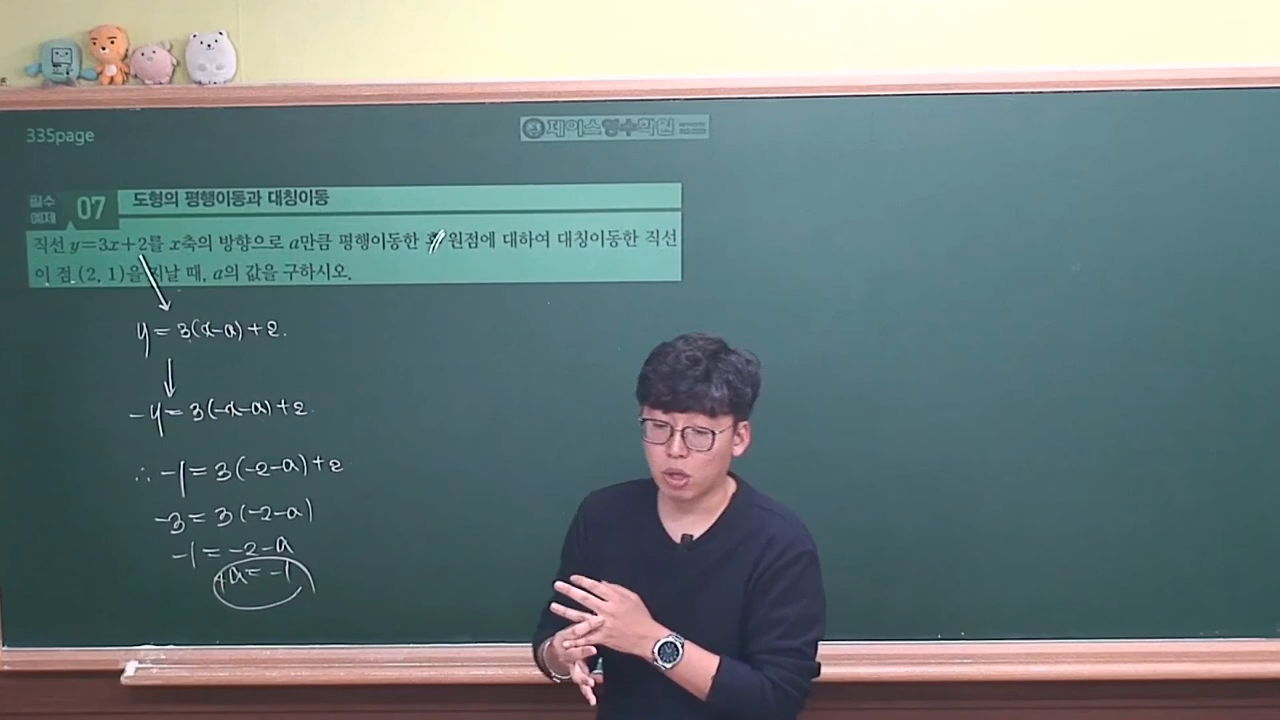 335page
제이스영수학원
필수
예제
07
도형의 평행이동과 대칭이동
직선 y=3x+2를 x축의 방향으로 a만큼 평행이동한 후 원점에 대하여 대칭이동한 직선
이 점 (2, 1)을 지날 때, a의 값을 구하시오.
y=3(x-a)+2.
-y=3(-x-a)+2.
∴ -1=3(-2-a)+2
-3=3(-2-a)
-1=-2-a
+a=-1